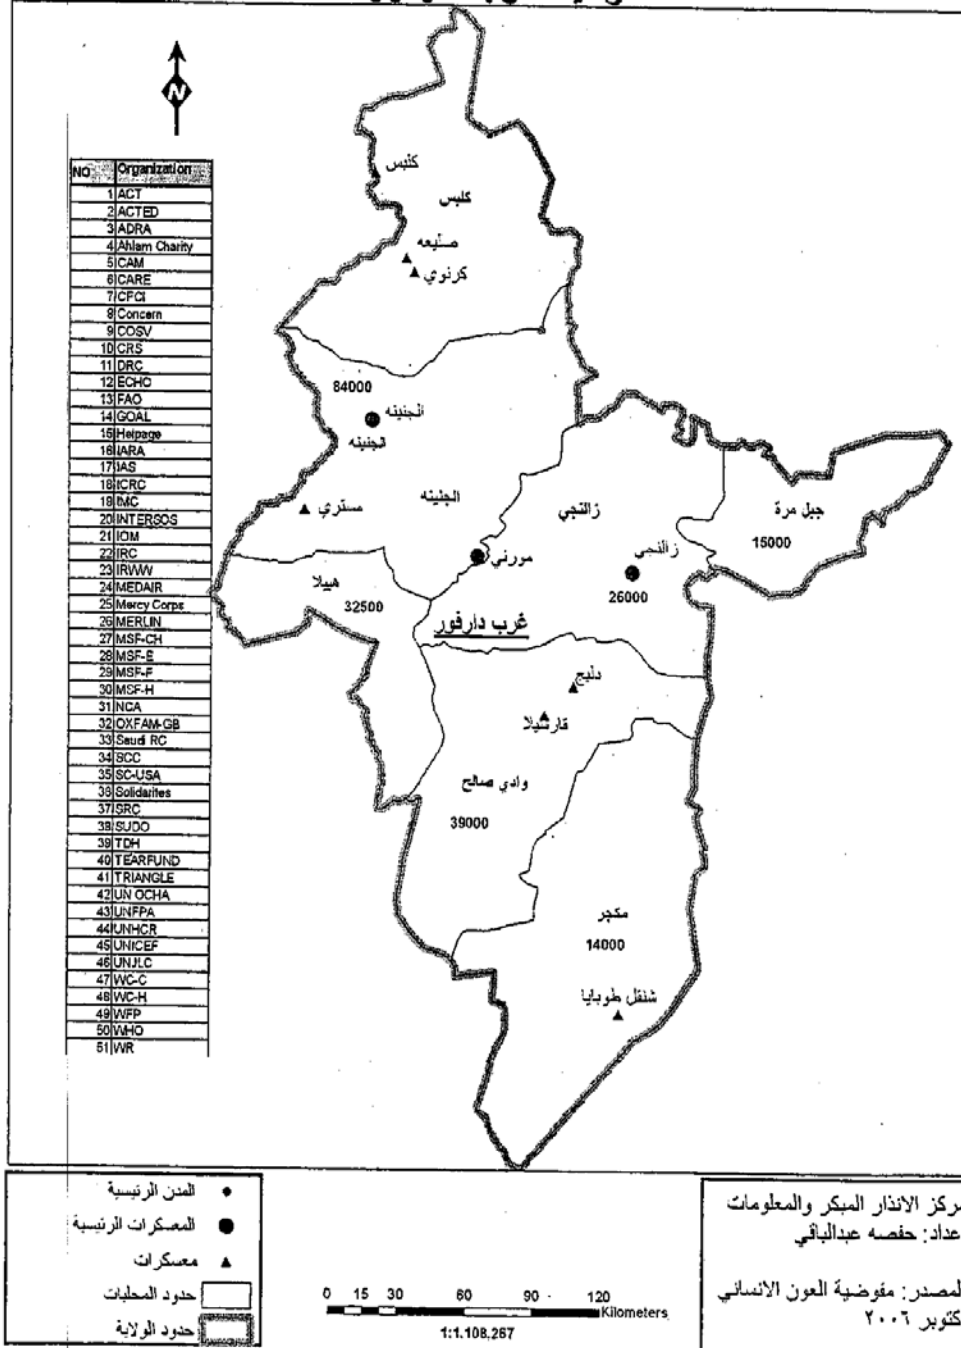 N
NO Organization
1 ACT
2 ACTED
3 ADRA
4 Ahlam Charity
5 CAM
6 CARE
7 CFCI
8 Concern
9 COSV
10 CRS
11 DRC
12 ECHO
13 FAO
14 GOAL
15 Helpage
16 IARA
17 IAS
18 ICRC
19 IMC
20 INTERSOS
21 IOM
22 IRC
23 IRWW
24 MEDAIR
25 Mercy Corps
26 MERLIN
27 MSF-CH
28 MSF-E
29 MSF-F
30 MSF-H
31 NCA
32 OXFAM-GB
33 Saudi RC
34 SCC
35 SC-USA
36 Solidarites
37 SRC
38 SUDO
39 TDH
40 TEARFUND
41 TRIANGLE
42 UN OCHA
43 UNFPA
44 UNHCR
45 UNICEF
46 UNJLC
47 WC-C
48 WC-H
49 WFP
50 WHO
51 WR
كلبس
كلبس
صليعه
كرنوي
84000
الجنينه
الجنينه
الجنينه
مستري
مورني
زالنجي
زالنجي
26000
جبل مرة
15000
هبيلا
32500
غرب دارفور
دليج
قارسيلا
وادي صالح
39000
مكجر
14000
شنقل طوبايا
المدن الرئيسية
المعسكرات الرئيسية
معسكرات
حدود المحليات
حدود الولاية
0 15 30 60 90 120
Kilometers
1:1.108,267
مركز الانذار المبكر والمعلومات
عداد: حفصه عبدالباقي
المصدر: مفوضية العون الانساني
كتوبر ٢٠٠٦